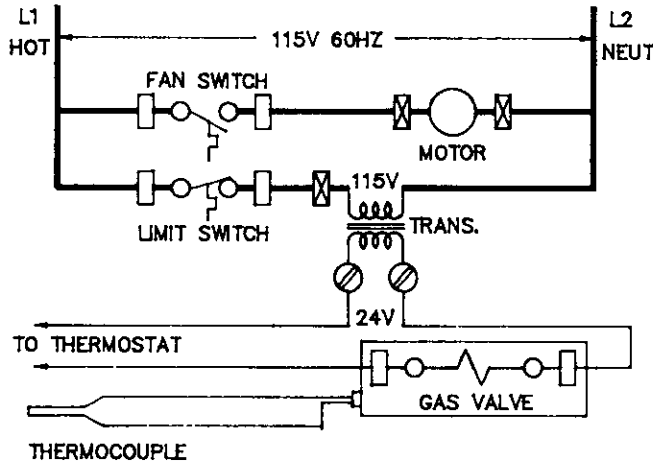 L1
HOT
115V 60HZ
L2
NEUT
FAN SWITCH
MOTOR
115V
LIMIT SWITCH
TRANS.
24V
TO THERMOSTAT
GAS VALVE
THERMOCOUPLE